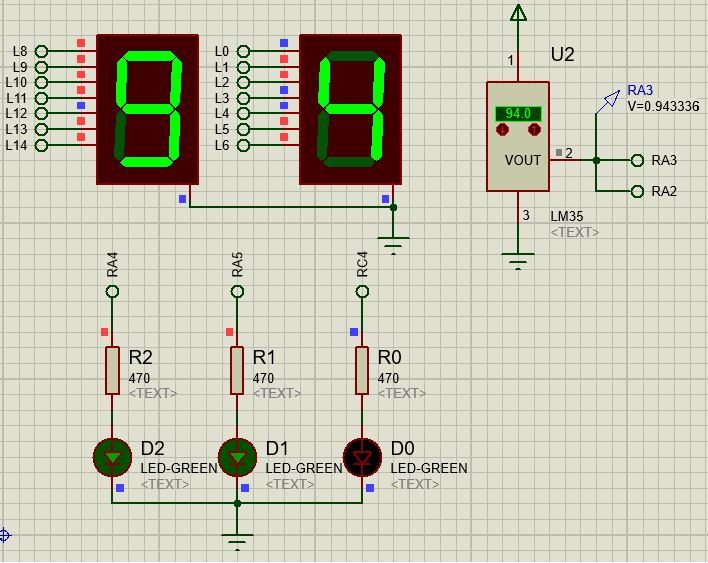 L8
L9
L10
L11
L12
L13
L14
L0
L1
L2
L3
L4
L5
L6
94
1
U2
94.0
VOUT
2
3
LM35
<TEXT>
RA3
V=0.943336
RA3
RA2
RA4
RA5
RC4
R2
470
<TEXT>
R1
470
<TEXT>
R0
470
<TEXT>
D2
LED-GREEN
<TEXT>
D1
LED-GREEN
<TEXT>
D0
LED-GREEN
<TEXT>